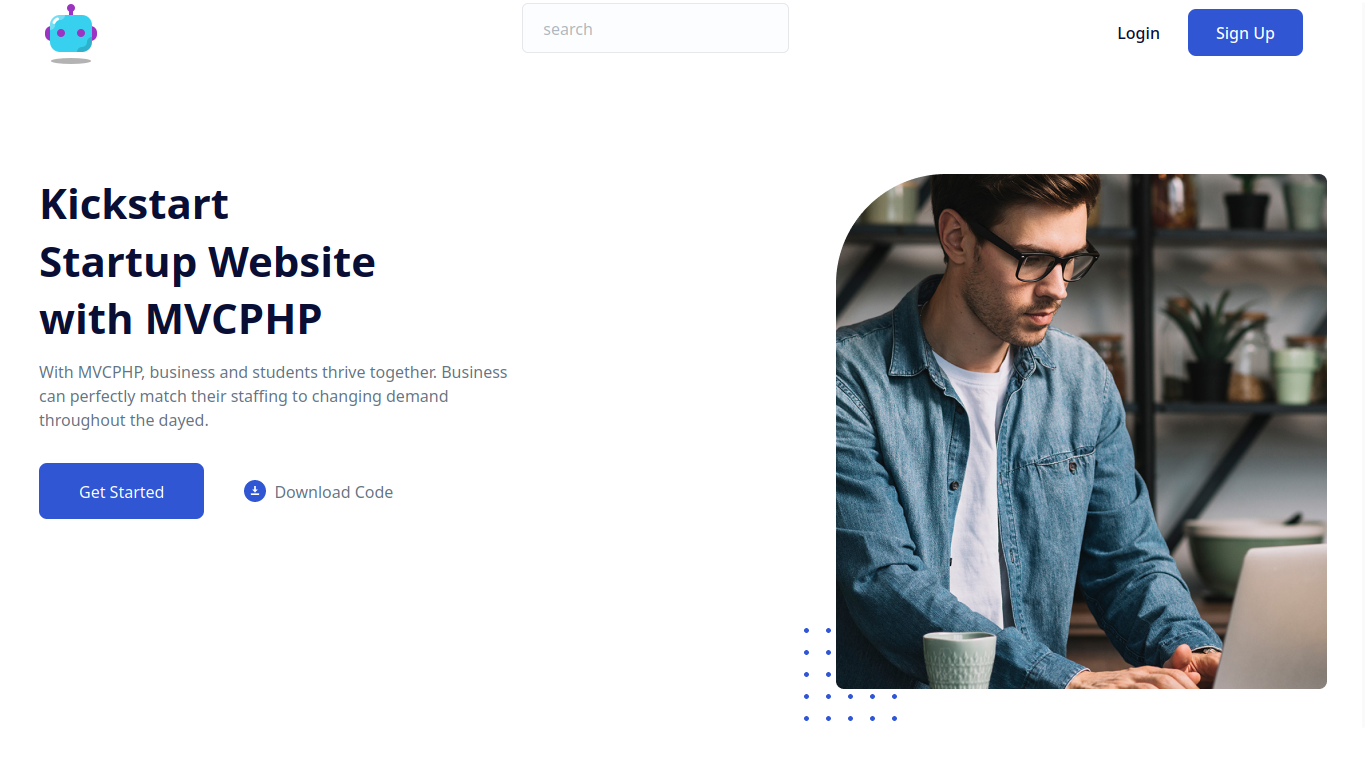 search
Login
Sign Up
Kickstart
Startup Website
with MVCPHP
With MVCPHP, business and students thrive together. Business
can perfectly match their staffing to changing demand
throughout the dayed.
Get Started
Download Code